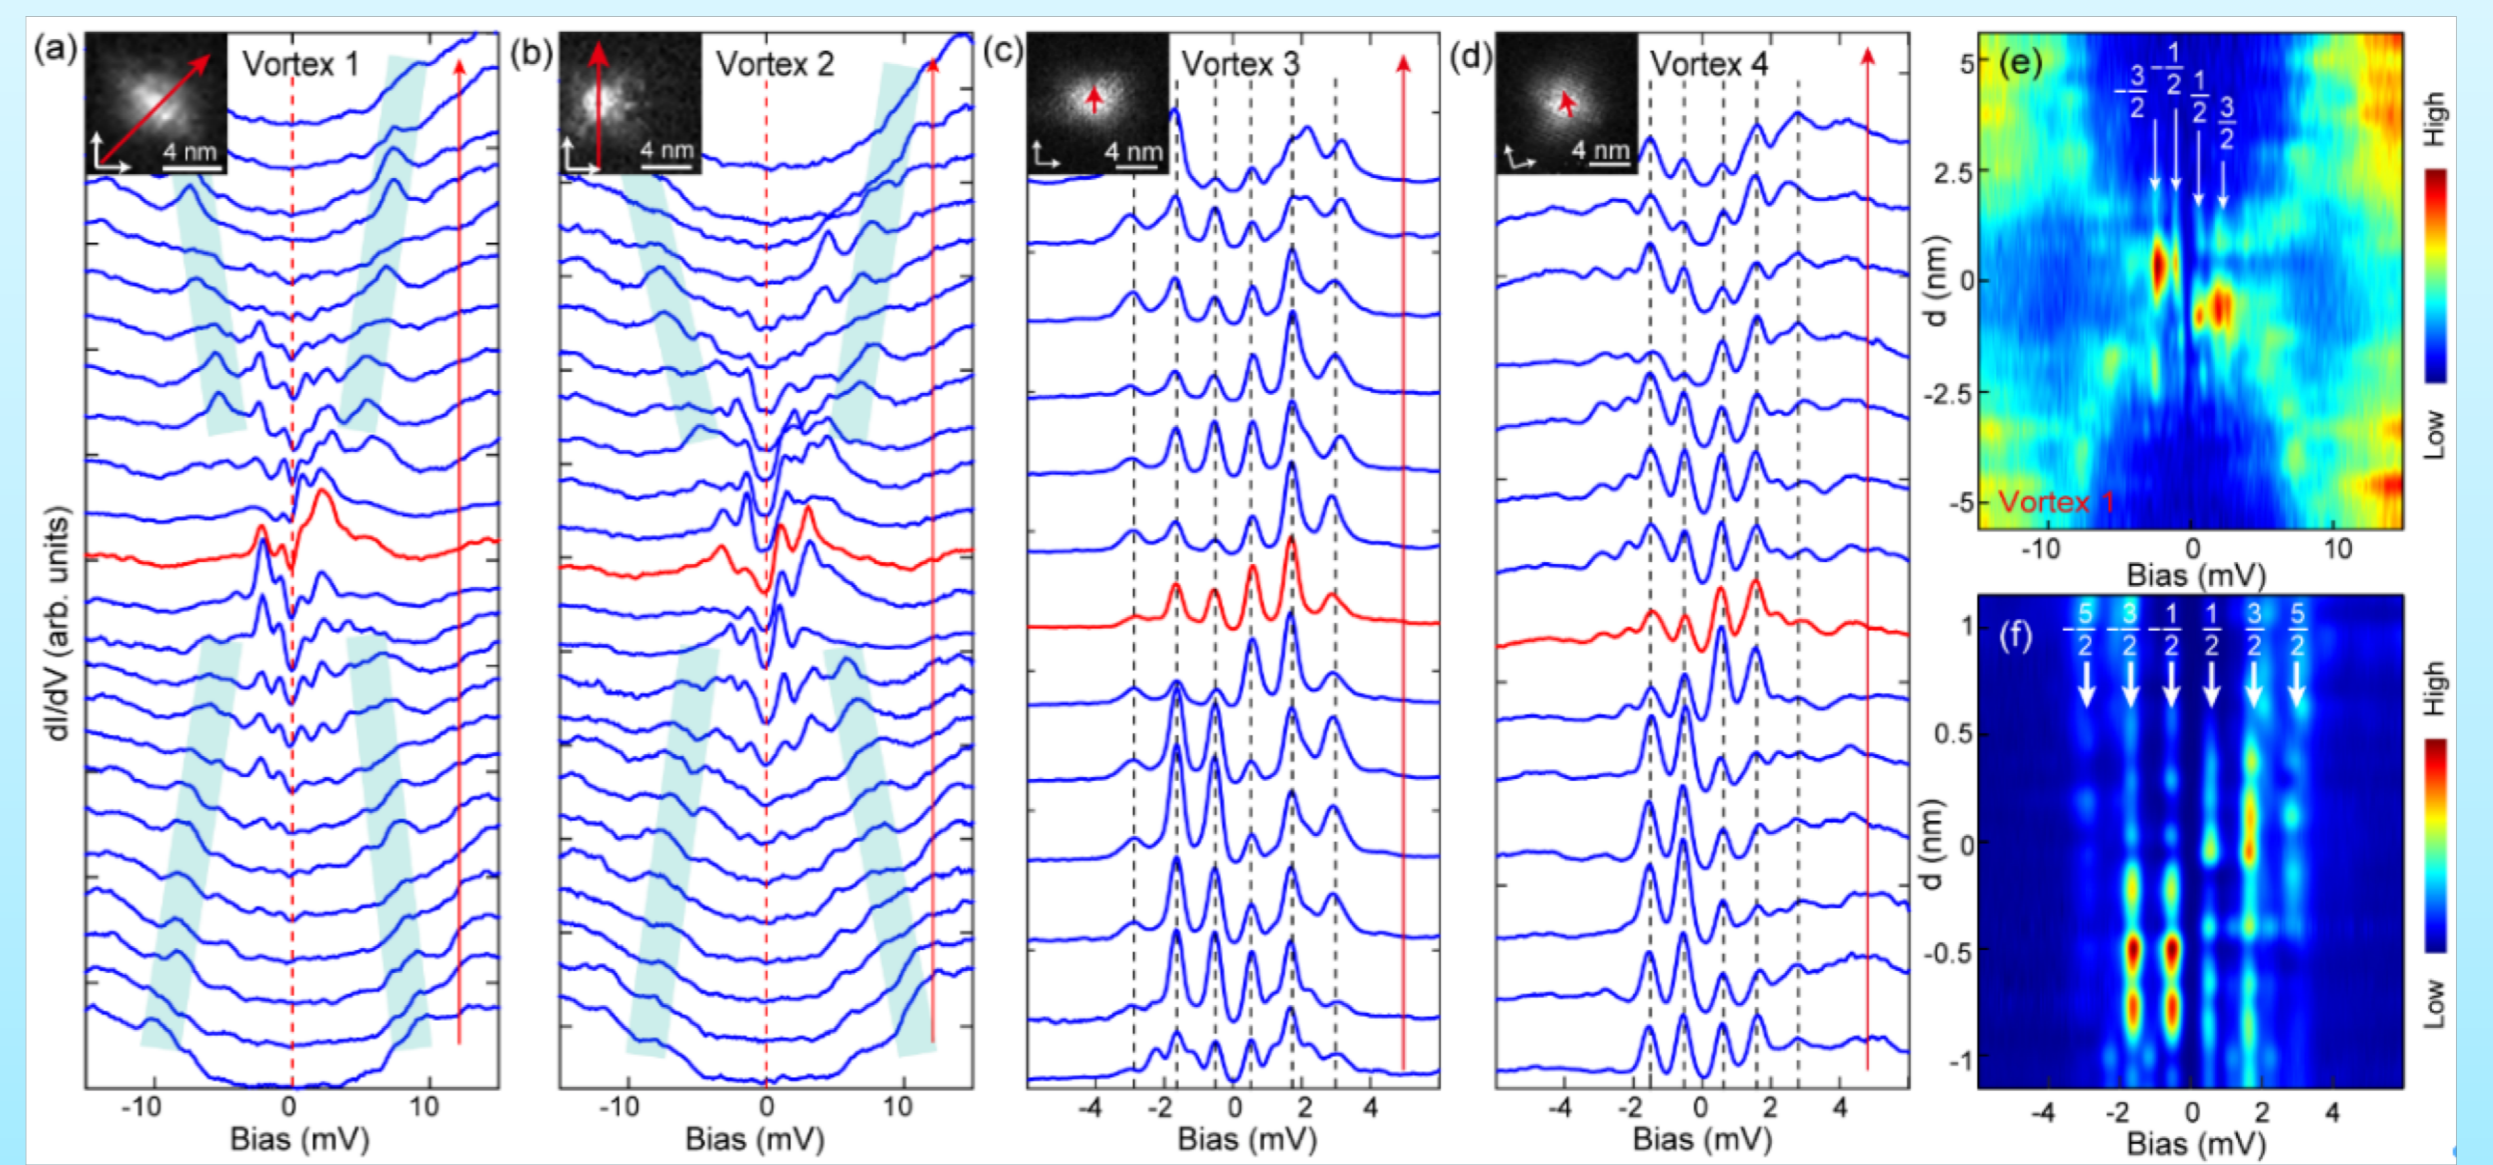 (a)
Vortex 1
4 nm
(b)
Vortex 2
4 nm
(c)
Vortex 3
4 nm
(d)
Vortex 4
4 nm
dI/dV (arb. units)
-10 0 10
Bias (mV)
-10 0 10
Bias (mV)
-4 -2 0 2 4
Bias (mV)
-4 -2 0 2 4
Bias (mV)
(e)
-3/2 -1/2 1/2 3/2
5
2.5
0
-2.5
-5
d (nm)
Vortex 1
-10 0 10
Bias (mV)
High
Low
(f)
-5/2 -3/2 -1/2 1/2 3/2 5/2
1
0.5
0
-0.5
-1
d (nm)
-4 -2 0 2 4
Bias (mV)
High
Low